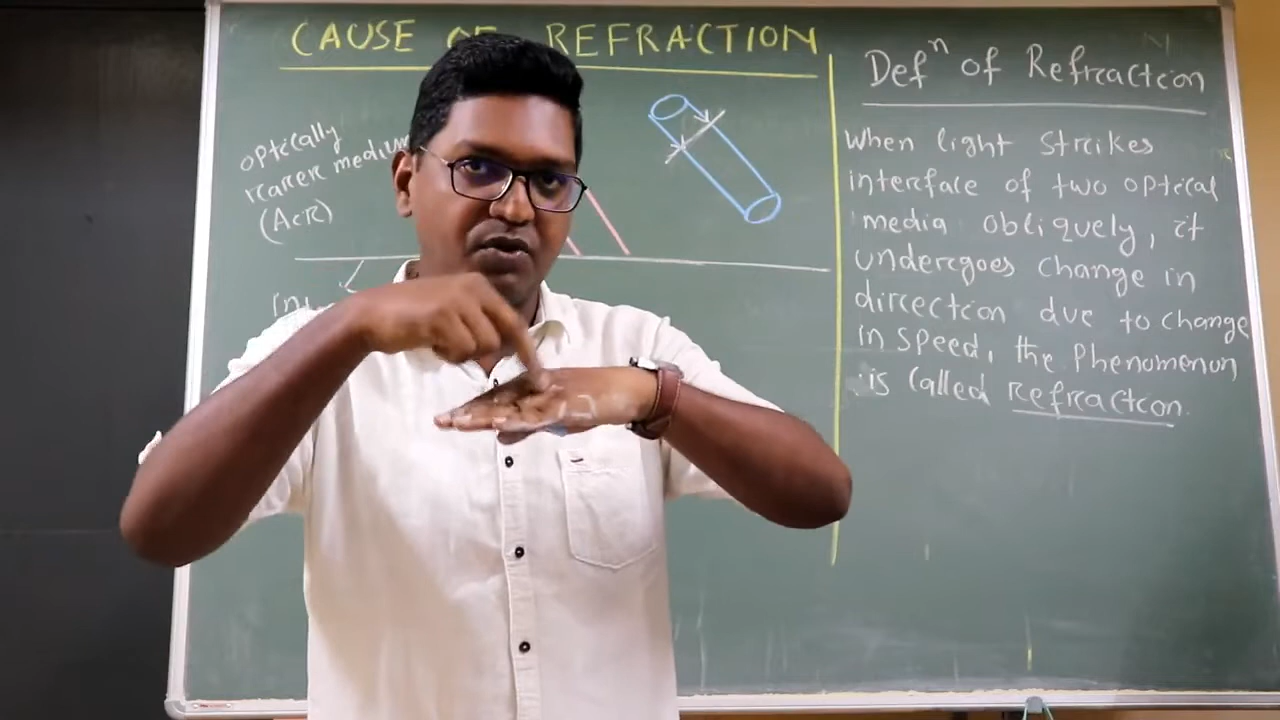 CAUSE OF REFRACTION
optically
rarer medium
(Air)
Defⁿ of Refraction
When light strikes
interface of two optical
media obliquely, it
undergoes change in
direction due to change
in speed, the Phenomenon
is called refraction.